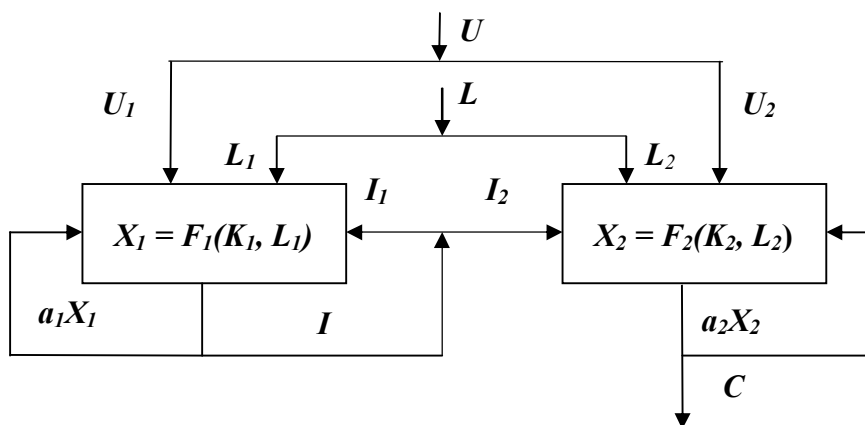 U
U₁
L
U₂
L₁
L₂
I₁
I₂
X₁ = F₁(K₁, L₁)
X₂ = F₂(K₂, L₂)
a₁X₁
I
a₂X₂
C